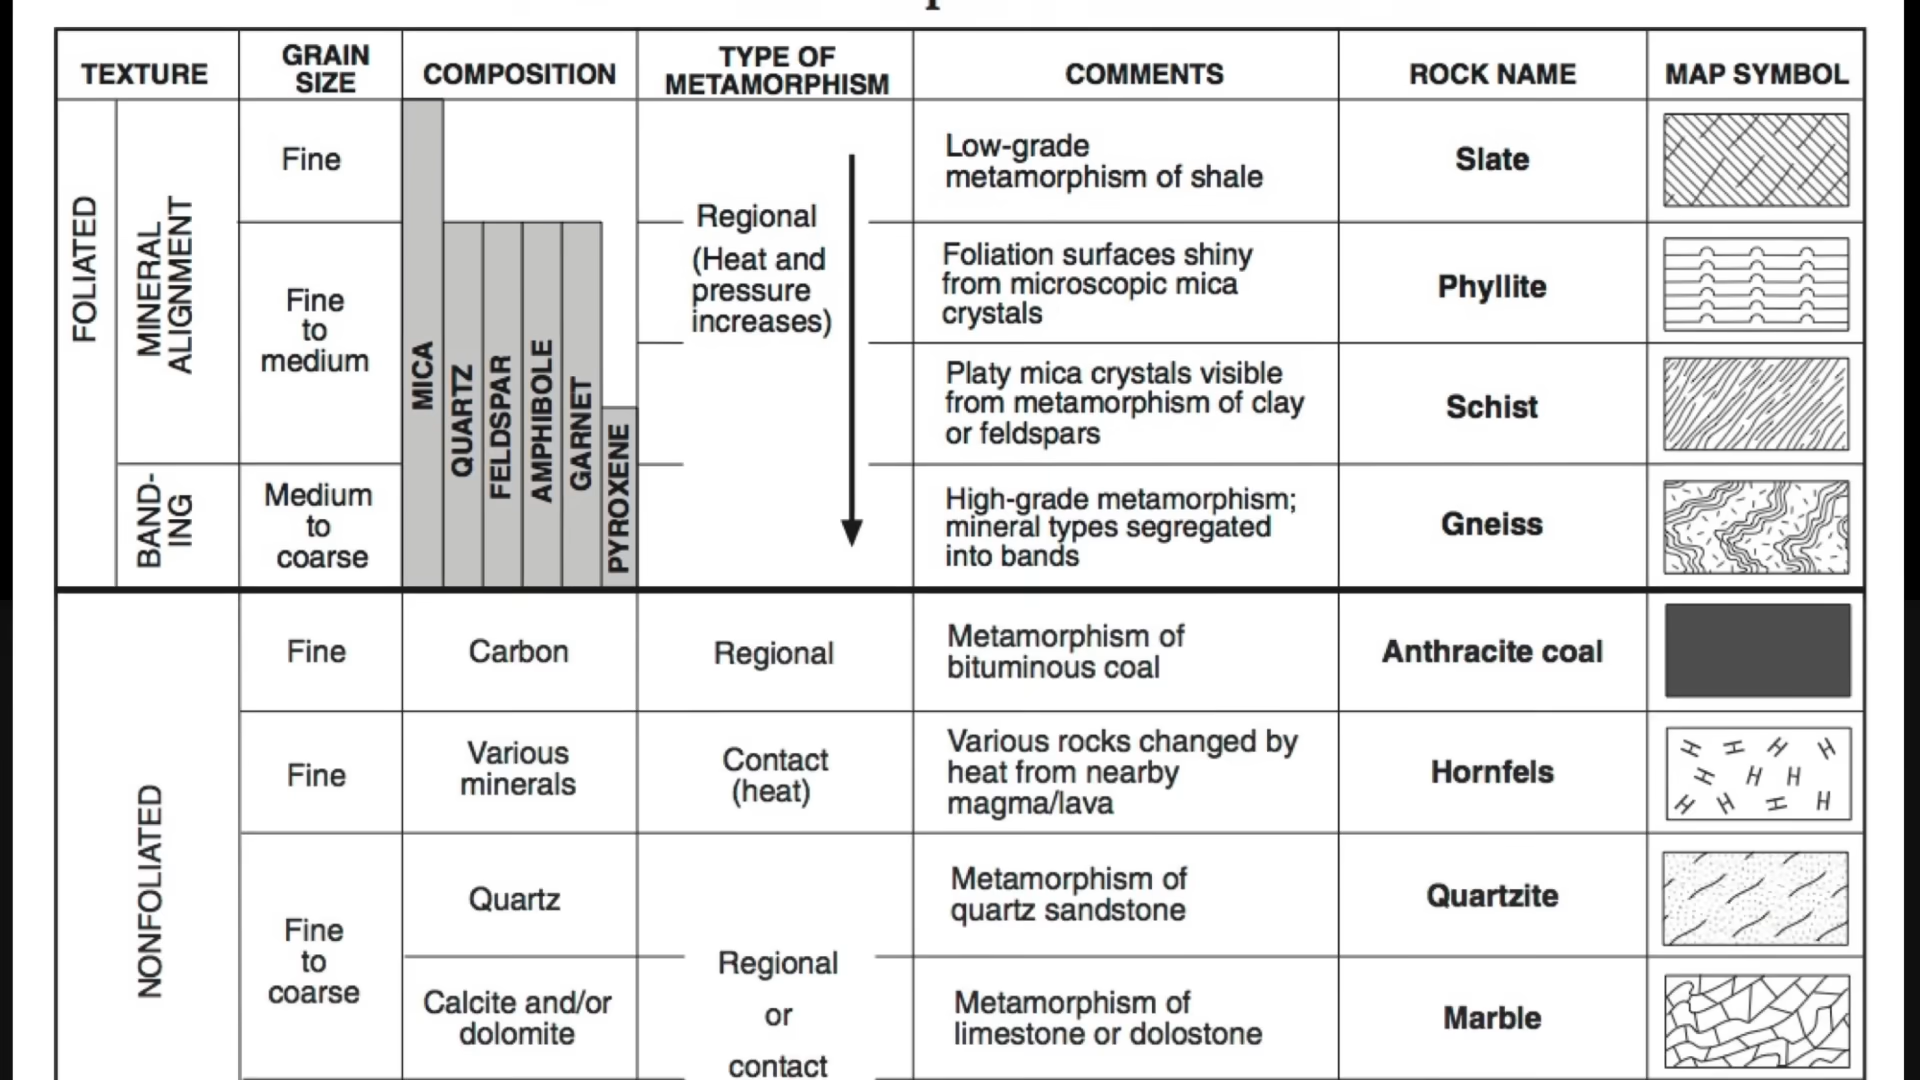 TEXTURE
GRAIN
SIZE
COMPOSITION
TYPE OF
METAMORPHISM
COMMENTS
ROCK NAME
MAP SYMBOL
FOLIATED
MINERAL
ALIGNMENT
Fine
MICA
QUARTZ
FELDSPAR
AMPHIBOLE
GARNET
PYROXENE
Regional
(Heat and
pressure
increases)
Low-grade
metamorphism of shale
Slate
Fine
to
medium
Foliation surfaces shiny
from microscopic mica
crystals
Phyllite
Platy mica crystals visible
from metamorphism of clay
or feldspars
Schist
BAND-
ING
Medium
to
coarse
High-grade metamorphism;
mineral types segregated
into bands
Gneiss
NONFOLIATED
Fine
Carbon
Regional
Metamorphism of
bituminous coal
Anthracite coal
Fine
Various
minerals
Contact
(heat)
Various rocks changed by
heat from nearby
magma/lava
Hornfels
H H H H
H H H
H H H H
Fine
to
coarse
Quartz
Regional
or
contact
Metamorphism of
quartz sandstone
Quartzite
Calcite and/or
dolomite
Metamorphism of
limestone or dolostone
Marble